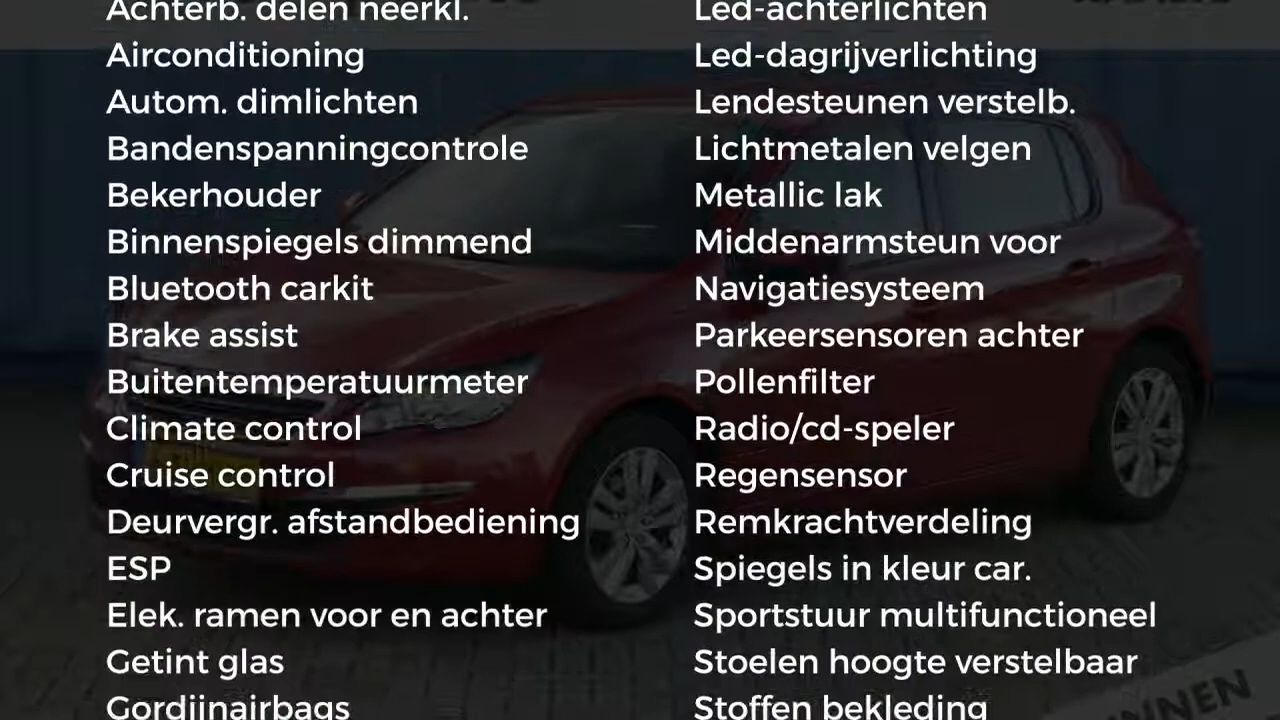 Achterb. delen neerkl.
Airconditioning
Autom. dimlichten
Bandenspanningcontrole
Bekerhouder
Binnenspiegels dimmend
Bluetooth carkit
Brake assist
Buitentemperatuurmeter
Climate control
Cruise control
Deurvergr. afstandbediening
ESP
Elek. ramen voor en achter
Getint glas
Gordijnairbags
Led-achterlichten
Led-dagrijverlichting
Lendesteunen verstelb.
Lichtmetalen velgen
Metallic lak
Middenarmsteun voor
Navigatiesysteem
Parkeersensoren achter
Pollenfilter
Radio/cd-speler
Regensensor
Remkrachtverdeling
Spiegels in kleur car.
Sportstuur multifunctioneel
Stoelen hoogte verstelbaar
Stoffen bekleding